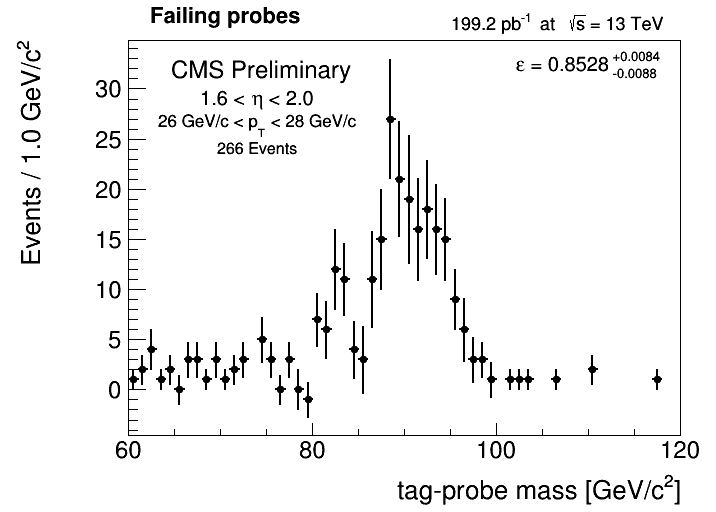 Failing probes
199.2 pb⁻¹ at √s = 13 TeV
CMS Preliminary
1.6 < η < 2.0
26 GeV/c < p_T < 28 GeV/c
266 Events
ε = 0.8528 +0.0084 -0.0088
Events / 1.0 GeV/c²
30
25
20
15
10
5
0
60 80 100 120
tag-probe mass [GeV/c²]